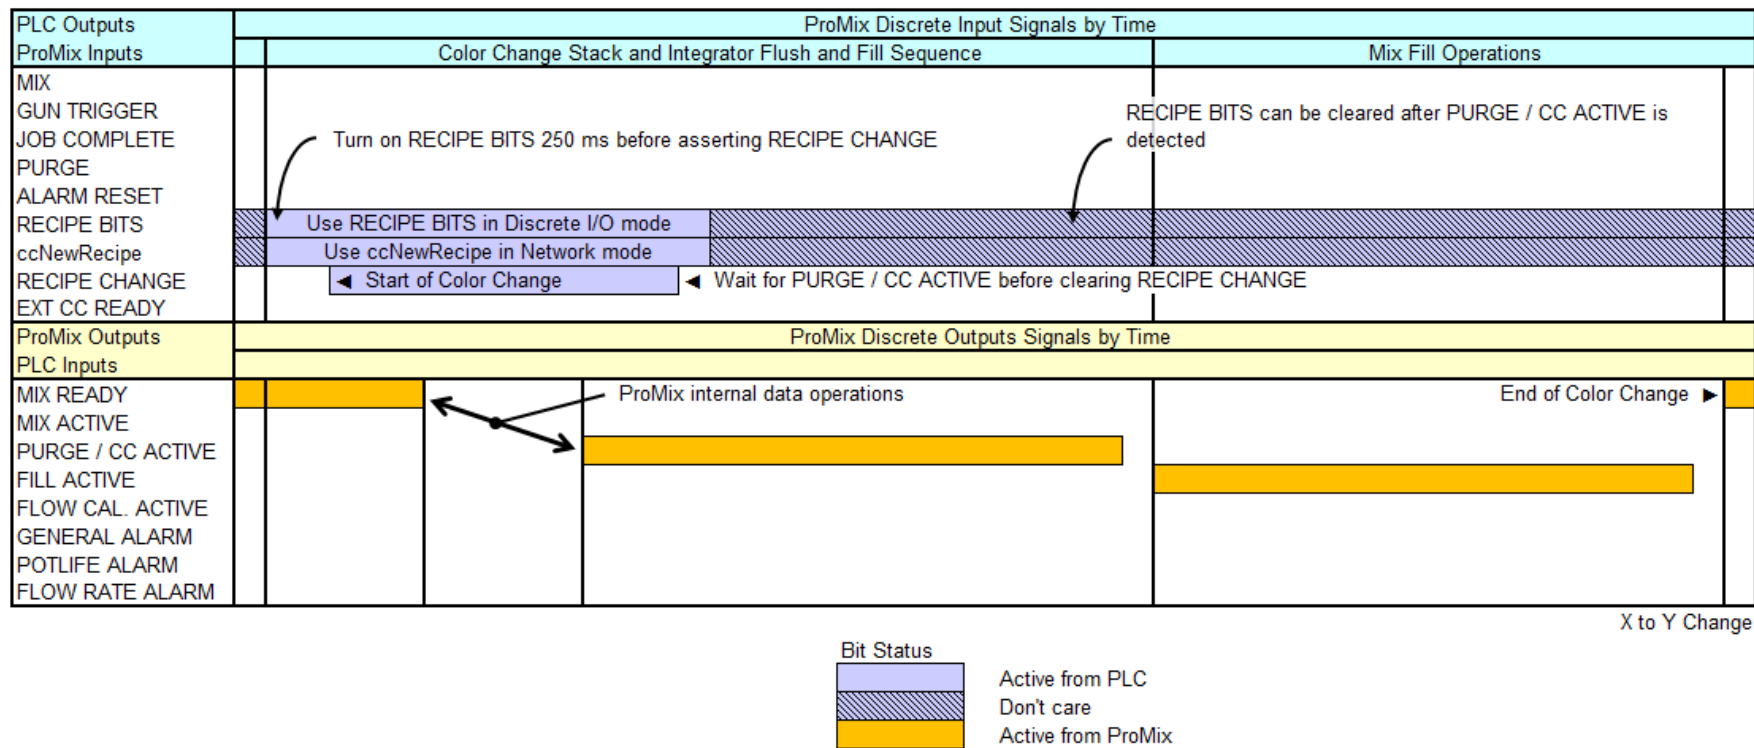 PLC Outputs
ProMix Discrete Input Signals by Time
ProMix Inputs
Color Change Stack and Integrator Flush and Fill Sequence
Mix Fill Operations
MIX
GUN TRIGGER
RECIPE BITS can be cleared after PURGE / CC ACTIVE is
detected
JOB COMPLETE
Turn on RECIPE BITS 250 ms before asserting RECIPE CHANGE
PURGE
ALARM RESET
RECIPE BITS
Use RECIPE BITS in Discrete I/O mode
ccNewRecipe
Use ccNewRecipe in Network mode
RECIPE CHANGE
◄ Start of Color Change
◄ Wait for PURGE / CC ACTIVE before clearing RECIPE CHANGE
EXT CC READY
ProMix Outputs
ProMix Discrete Outputs Signals by Time
PLC Inputs
MIX READY
ProMix internal data operations
End of Color Change ►
MIX ACTIVE
PURGE / CC ACTIVE
FILL ACTIVE
FLOW CAL. ACTIVE
GENERAL ALARM
POTLIFE ALARM
FLOW RATE ALARM
X to Y Change
Bit Status
Active from PLC
Don't care
Active from ProMix